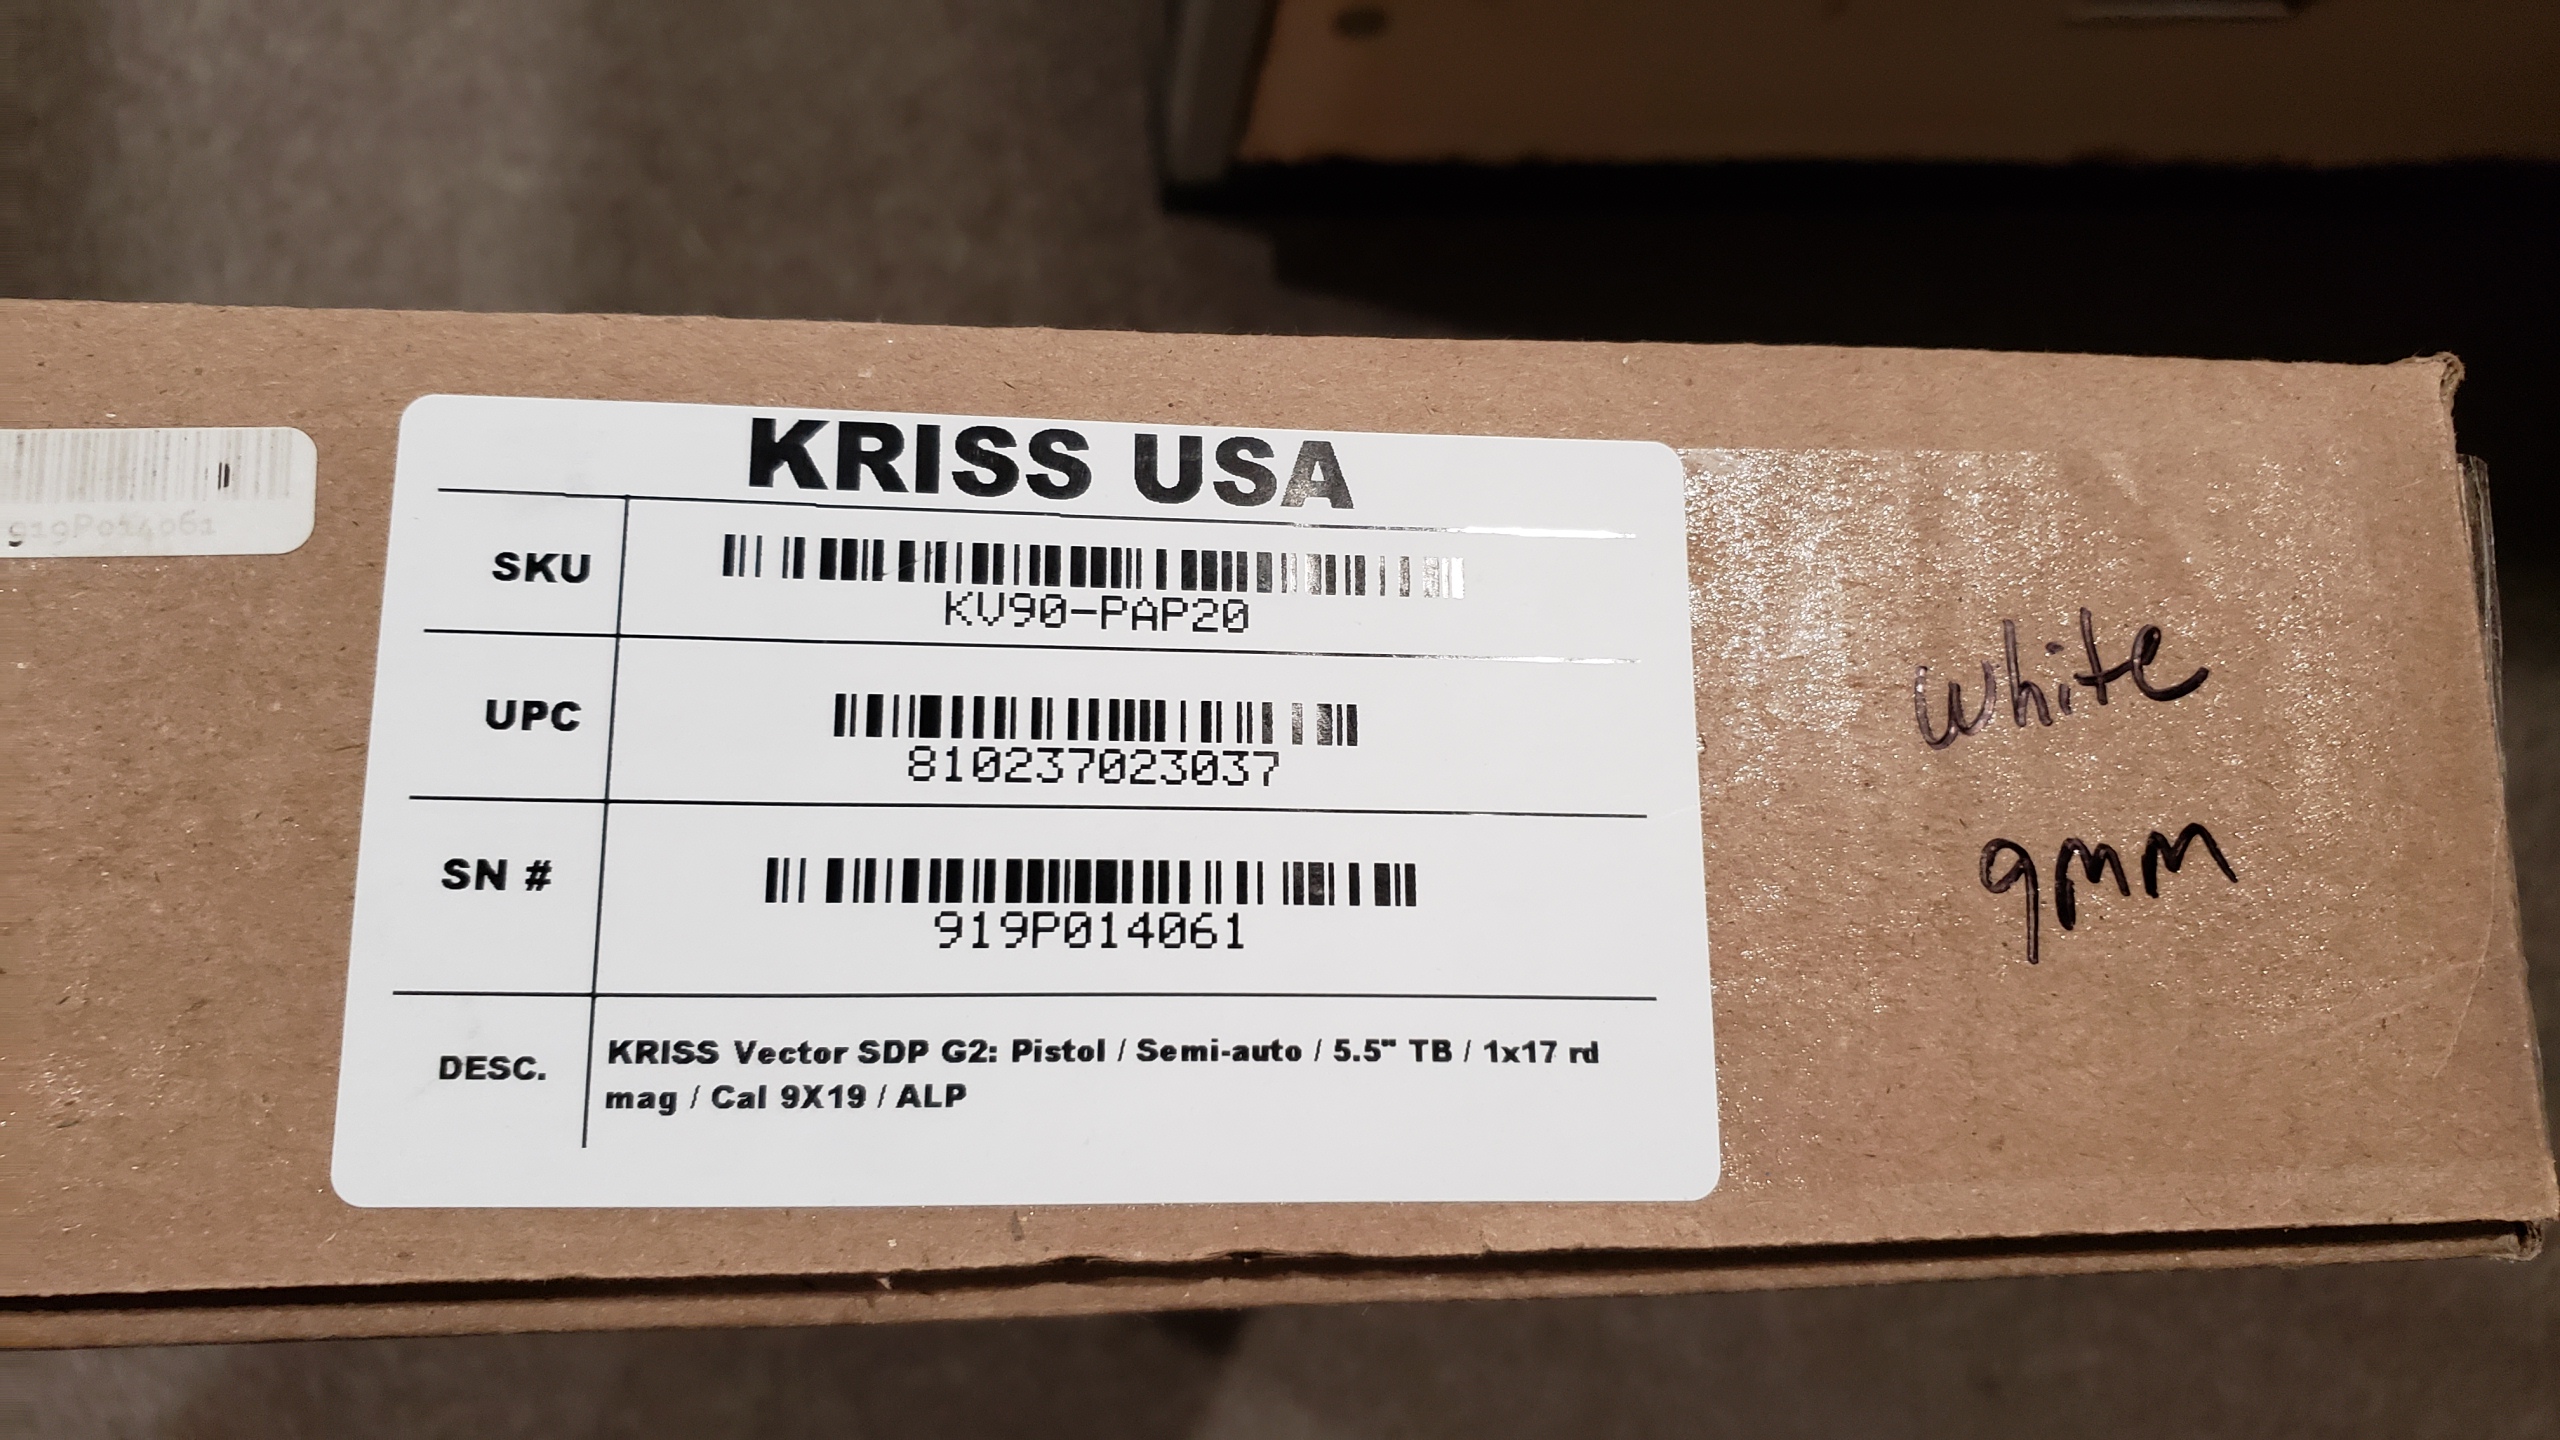 KRISS USA
SKU
KV90-PAP20
UPC
810237023037
SN #
919P014061
DESC.
KRISS Vector SDP G2: Pistol / Semi-auto / 5.5" TB / 1x17 rd
mag / Cal 9X19 / ALP
919P014061
White
9mm